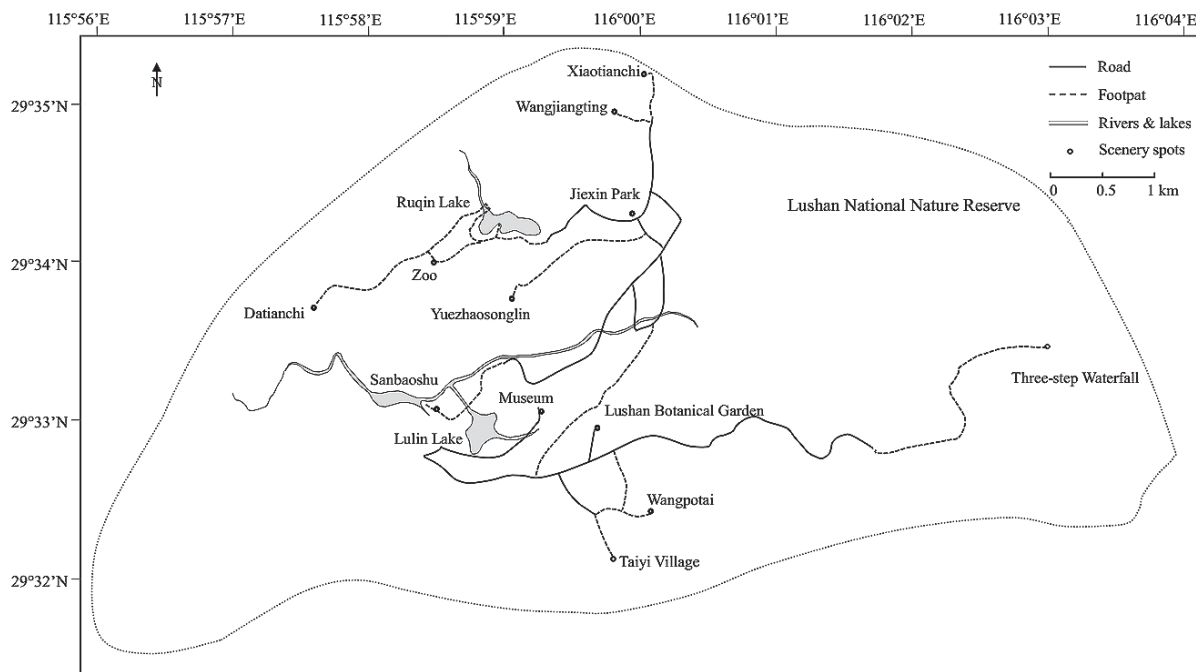 115°56’E 115°57’E 115°58’E 115°59’E 116°00’E 116°01’E 116°02’E 116°03’E 116°04’E
N
29°35’N
29°34’N
29°33’N
29°32’N
Xiaotianchi
Wangjiangting
Road
Footpat
Rivers & lakes
Scenery spots
0 0.5 1 km
Jiexin Park
Ruqin Lake
Lushan National Nature Reserve
Zoo
Datianchi
Yuezhaosonglin
Sanbaoshu
Museum
Three-step Waterfall
Lushan Botanical Garden
Lulin Lake
Wangpotai
Taiyi Village